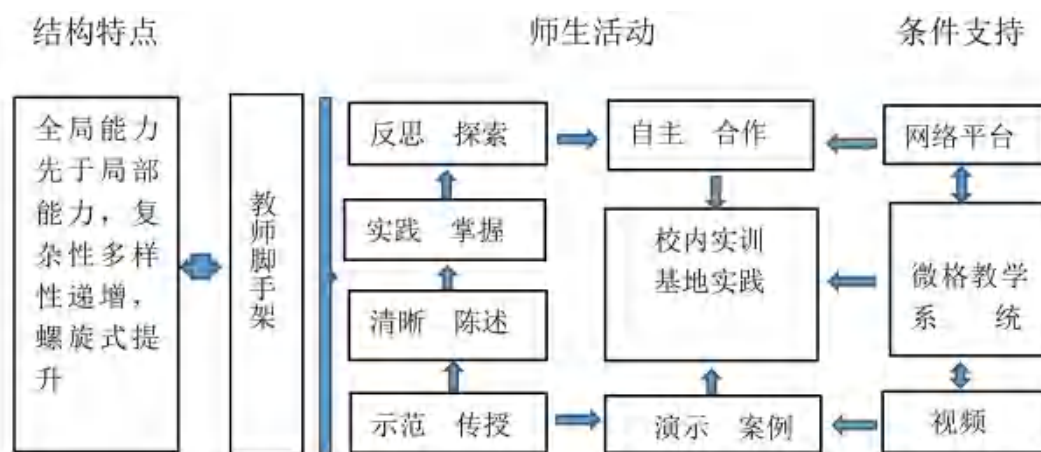 结构特点
师生活动
条件支持
全局能力
先于局部
能力，复
杂性多样
性递增，
螺旋式提
升
教师脚手架
反思 探索
实践 掌握
清晰 陈述
示范 传授
自主 合作
校内实训
基地实践
演示 案例
网络平台
微格教学
系 统
视频